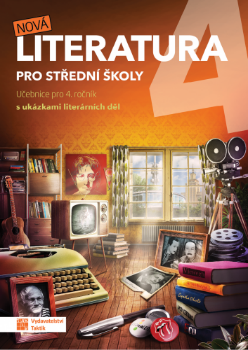 NOVÁ
LITERATURA
4
PRO STŘEDNÍ ŠKOLY
Učebnice pro 4. ročník
s ukázkami literárních děl
Vydavatelství
Taktik